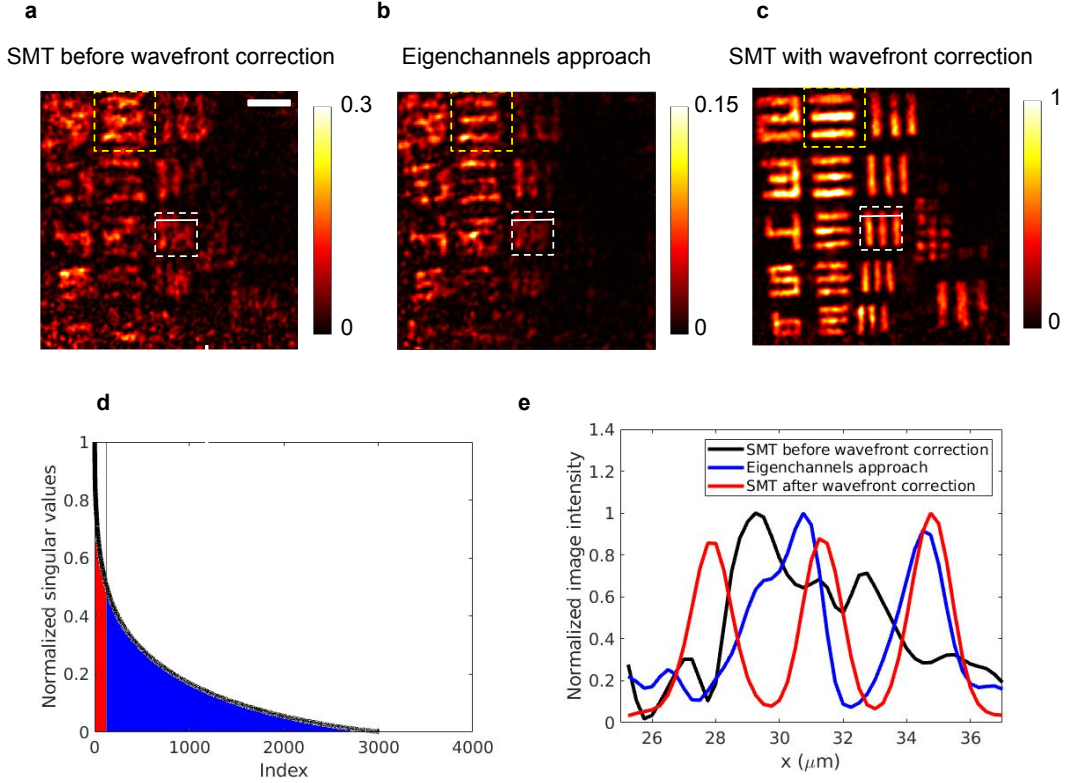 a
SMT before wavefront correction
0.3
0
b
Eigenchannels approach
0.15
0
c
SMT with wavefront correction
1
0
d
Normalized singular values
1
0.8
0.6
0.4
0.2
0
0 1000 2000 3000 4000
Index
e
Normalized image intensity
1.4
1.2
1
0.8
0.6
0.4
0.2
0
SMT before wavefront correction
Eigenchannels approach
SMT after wavefront correction
26 28 30 32 34 36
x (μm)